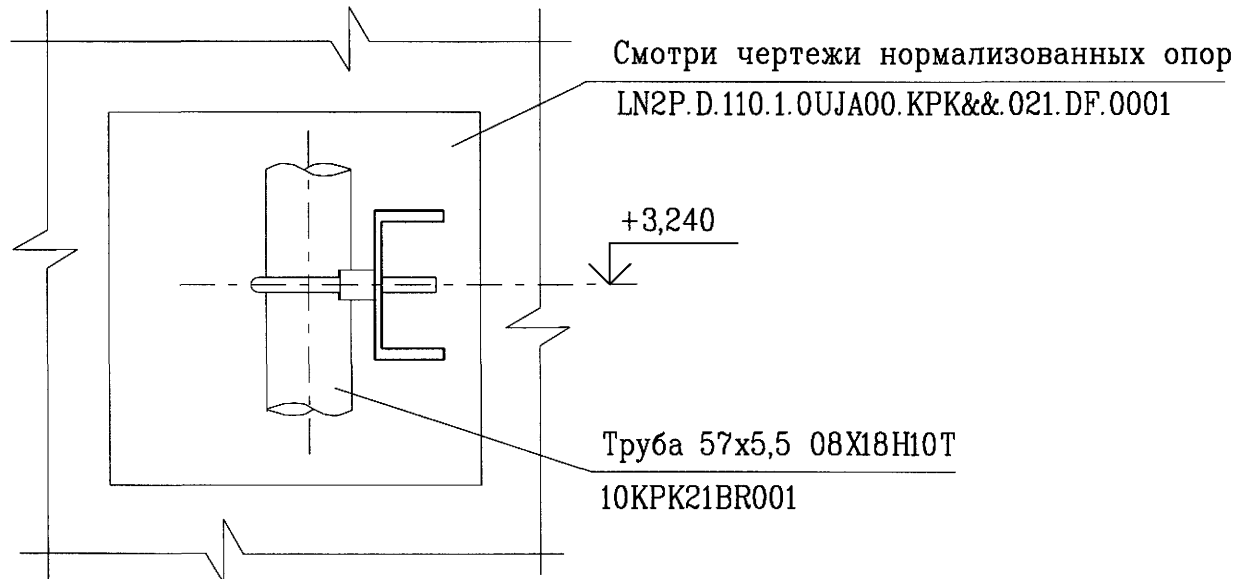 Смотри чертежи нормализованных опор
LN2P.D.110.1.0UJA00.KPK&&.021.DF.0001
+3,240
Труба 57х5,5 08Х18Н10Т
10KPK21BR001